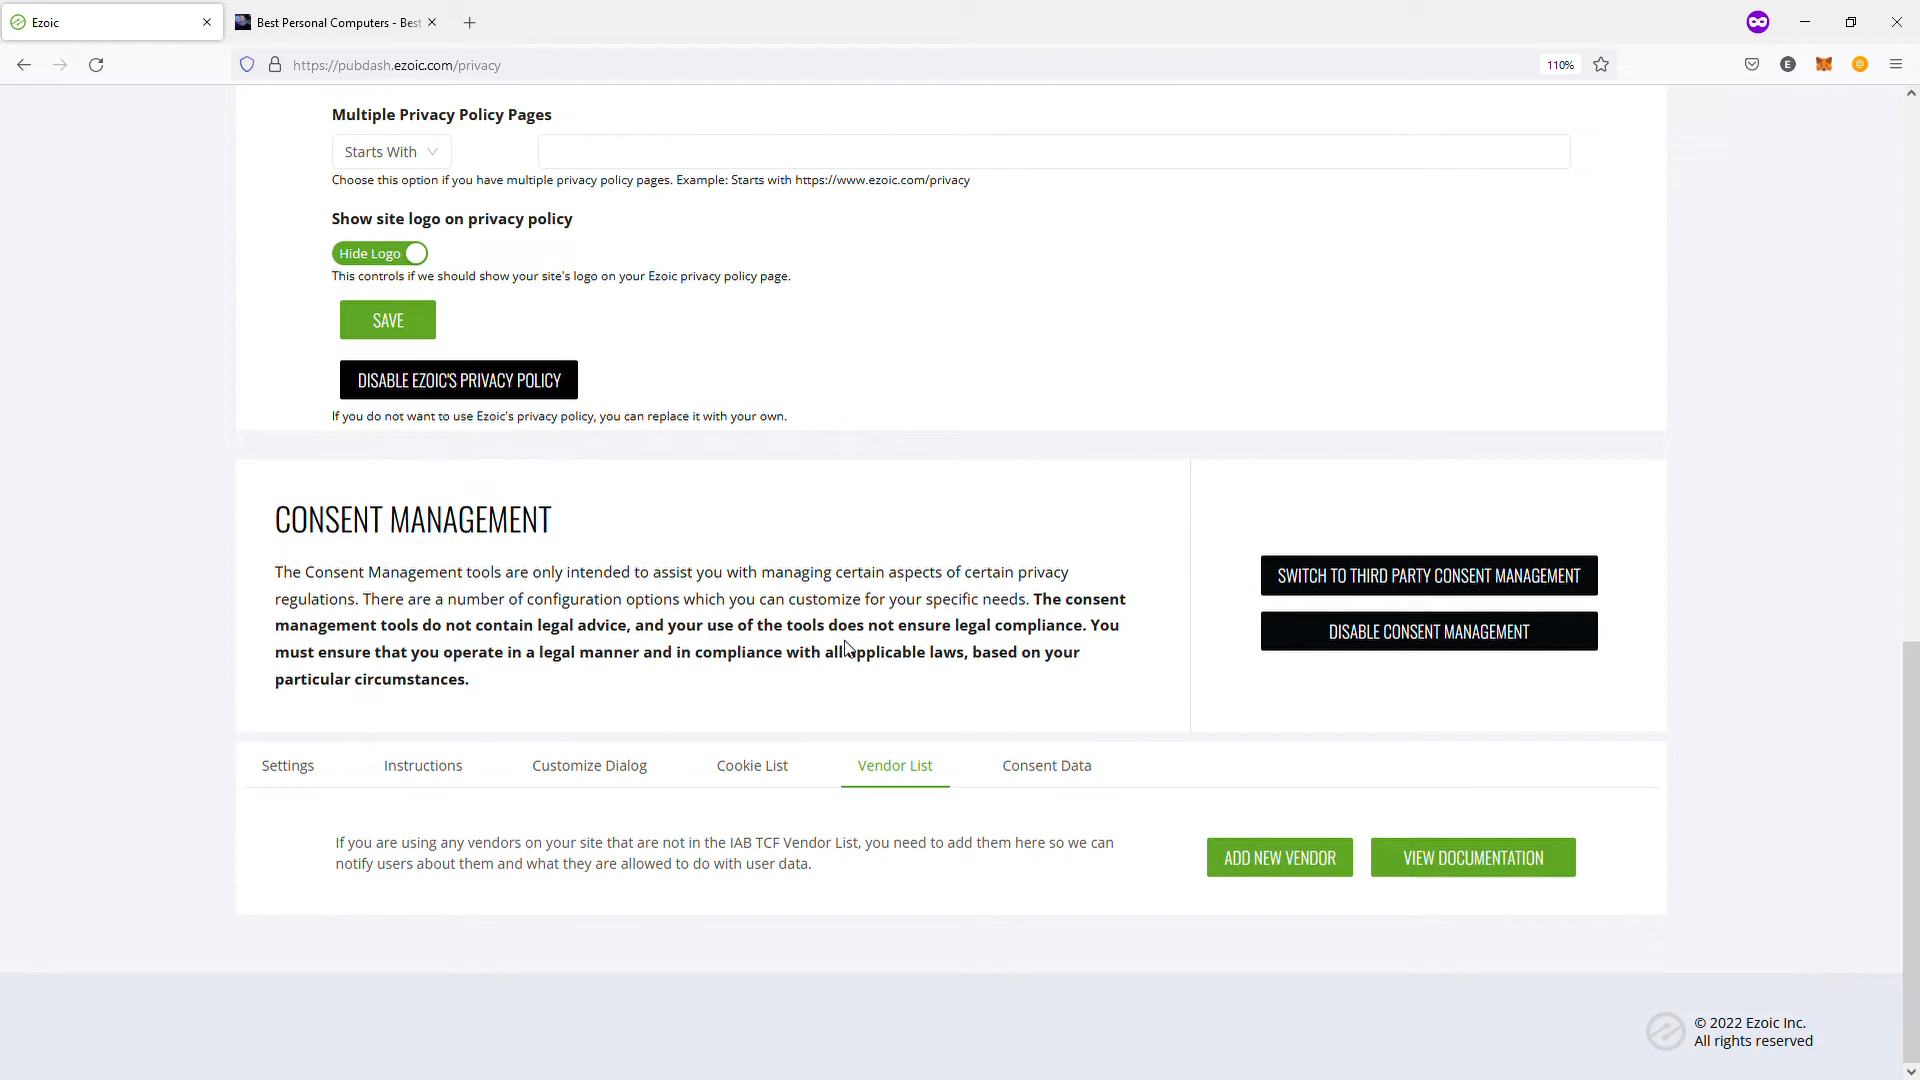 Ezoic
Best Personal Computers - Best
https://pubdash.ezoic.com/privacy
110%
E
Multiple Privacy Policy Pages
Starts With
Choose this option if you have multiple privacy policy pages. Example: Starts with https://www.ezoic.com/privacy
Show site logo on privacy policy
Hide Logo
This controls if we should show your site's logo on your Ezoic privacy policy page.
SAVE
DISABLE EZOIC'S PRIVACY POLICY
If you do not want to use Ezoic's privacy policy, you can replace it with your own.
CONSENT MANAGEMENT
The Consent Management tools are only intended to assist you with managing certain aspects of certain privacy
regulations. There are a number of configuration options which you can customize for your specific needs. The consent
management tools do not contain legal advice, and your use of the tools does not ensure legal compliance. You
must ensure that you operate in a legal manner and in compliance with all applicable laws, based on your
particular circumstances.
SWITCH TO THIRD PARTY CONSENT MANAGEMENT
DISABLE CONSENT MANAGEMENT
Settings
Instructions
Customize Dialog
Cookie List
Vendor List
Consent Data
If you are using any vendors on your site that are not in the IAB TCF Vendor List, you need to add them here so we can
notify users about them and what they are allowed to do with user data.
ADD NEW VENDOR
VIEW DOCUMENTATION
© 2022 Ezoic Inc.
All rights reserved